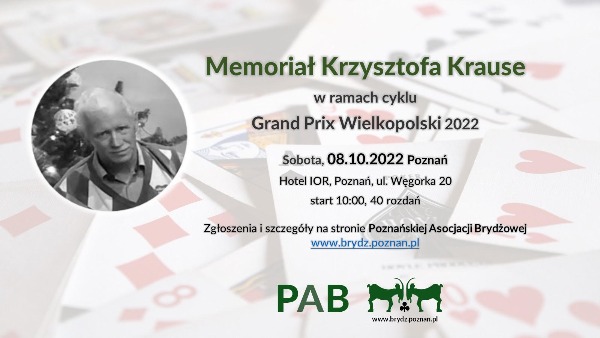 Memoriał Krzysztofa Krause
w ramach cyklu
Grand Prix Wielkopolski 2022
Sobota, 08.10.2022 Poznań
Hotel IOR, Poznań, ul. Węgorka 20
start 10:00, 40 rozdań
Zgłoszenia i szczegóły na stronie Poznańskiej Asocjacji Brydżowej
www.brydz.poznan.pl
PAB
www.brydz.poznan.pl